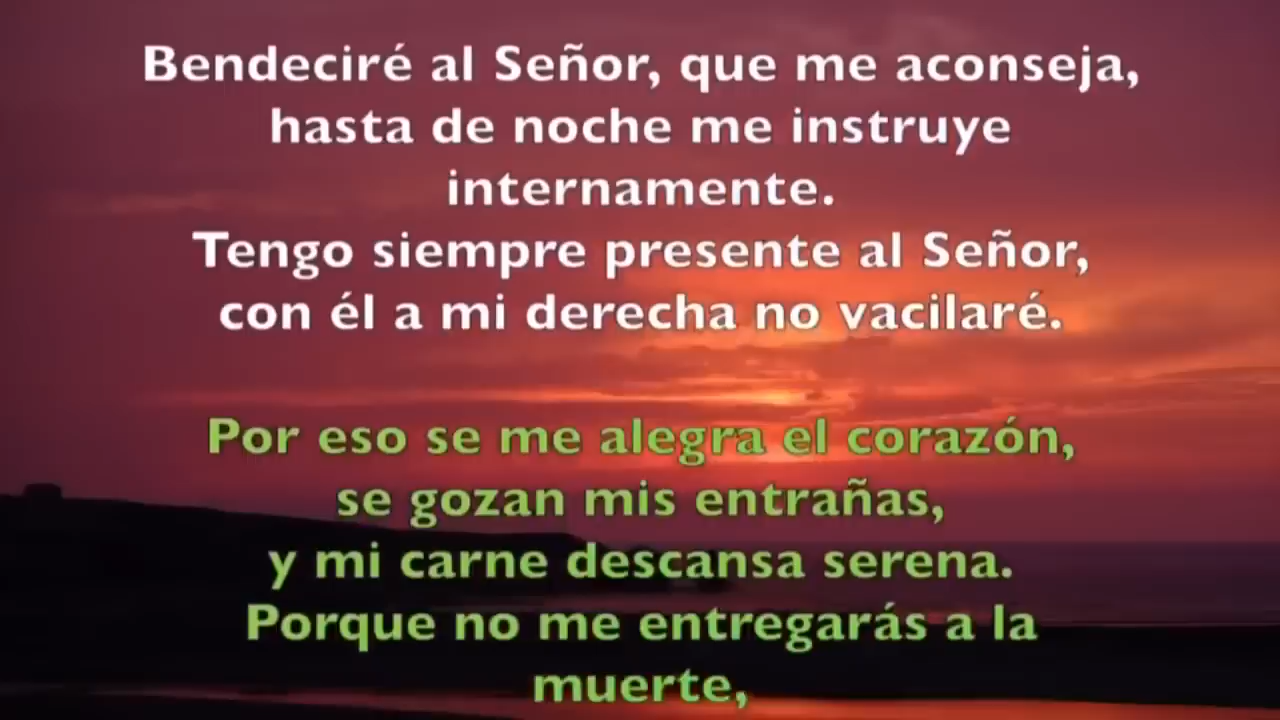 Bendeciré al Señor, que me aconseja,
hasta de noche me instruye
internamente.
Tengo siempre presente al Señor,
con él a mi derecha no vacilaré.
Por eso se me alegra el corazón,
se gozan mis entrañas,
y mi carne descansa serena.
Porque no me entregarás a la
muerte,